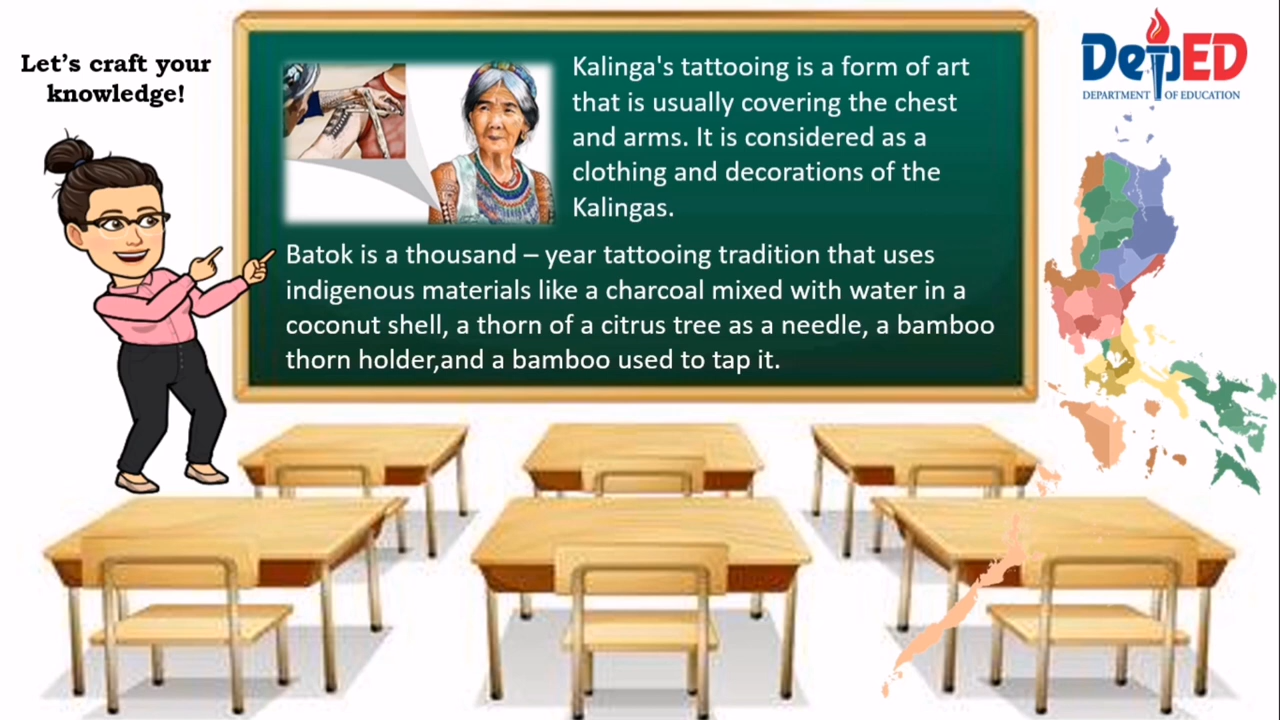 Let's craft your
knowledge!
Kalinga's tattooing is a form of art
that is usually covering the chest
and arms. It is considered as a
clothing and decorations of the
Kalingas.
Batok is a thousand – year tattooing tradition that uses
indigenous materials like a charcoal mixed with water in a
coconut shell, a thorn of a citrus tree as a needle, a bamboo
thorn holder,and a bamboo used to tap it.
DepED
DEPARTMENT OF EDUCATION